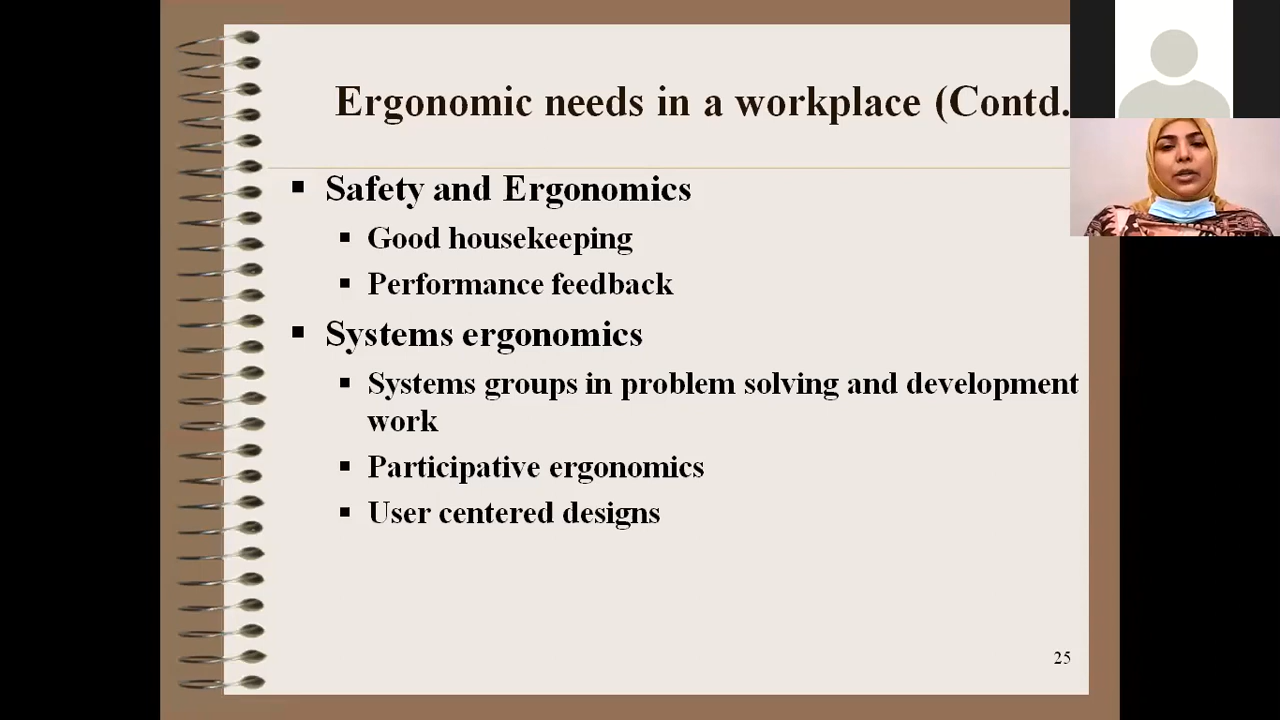 Ergonomic needs in a workplace (Contd.
▪ Safety and Ergonomics
▪ Good housekeeping
▪ Performance feedback
▪ Systems ergonomics
▪ Systems groups in problem solving and development
work
▪ Participative ergonomics
▪ User centered designs
25